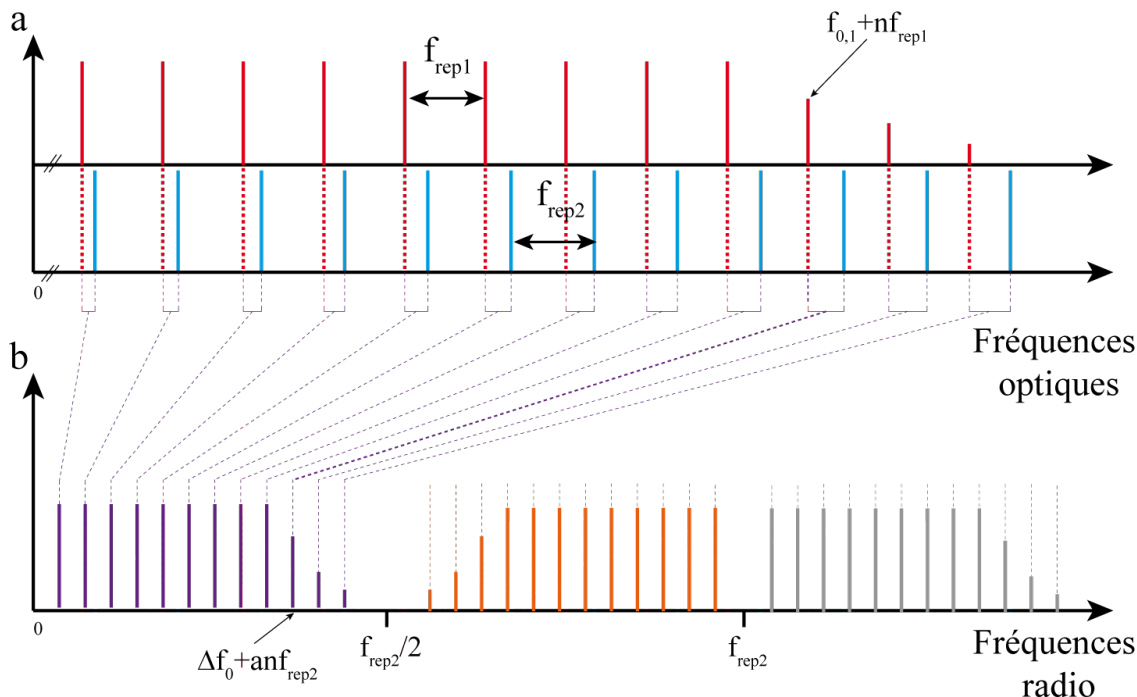 a
f0,1+nfrep1
frep1
frep2
0
Fréquences
optiques
b
0
Δf0+anfrep2
frep2/2
frep2
Fréquences
radio